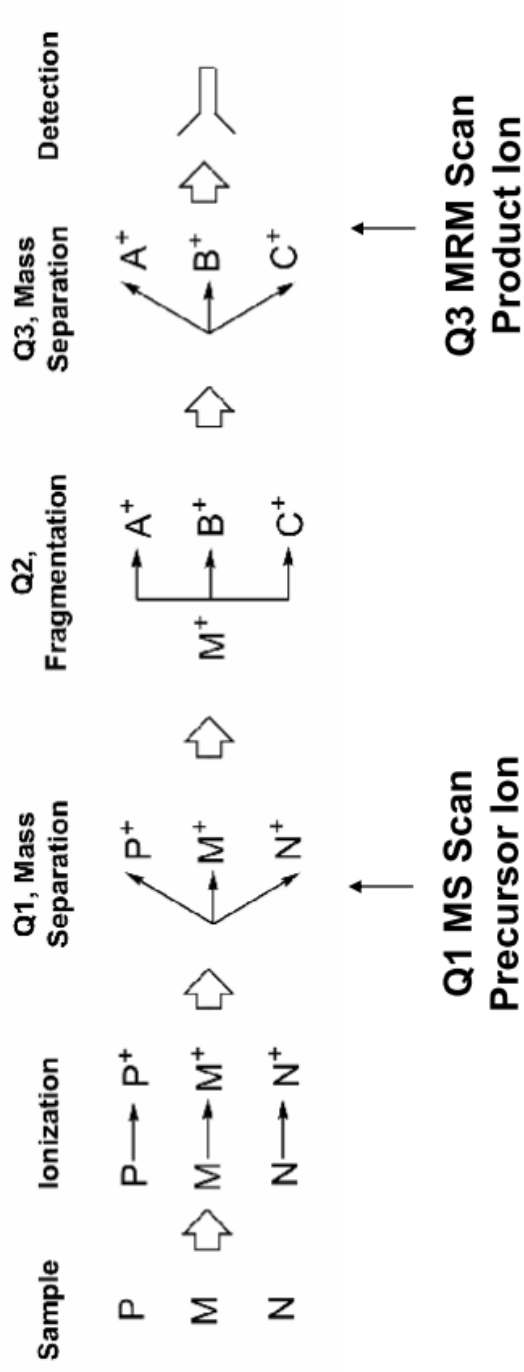 Sample
Ionization
Q1, Mass
Separation
Q2,
Fragmentation
Q3, Mass
Separation
Detection
P
P P⁺
P⁺
A⁺
A⁺
M
M M⁺
M⁺
M⁺
B⁺
B⁺
N
N N⁺
N⁺
C⁺
C⁺
Q1 MS Scan
Precursor Ion
Q3 MRM Scan
Product Ion